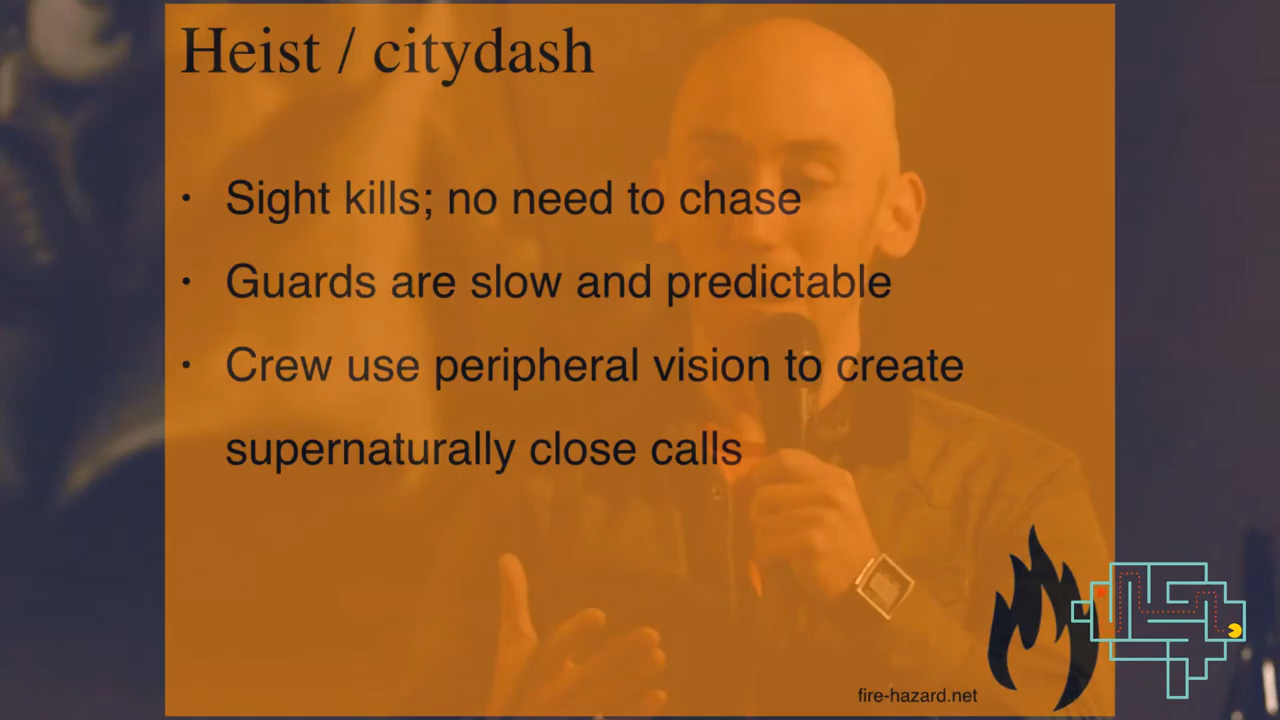 Heist / citydash
• Sight kills; no need to chase
• Guards are slow and predictable
• Crew use peripheral vision to create
supernaturally close calls
fire-hazard.net